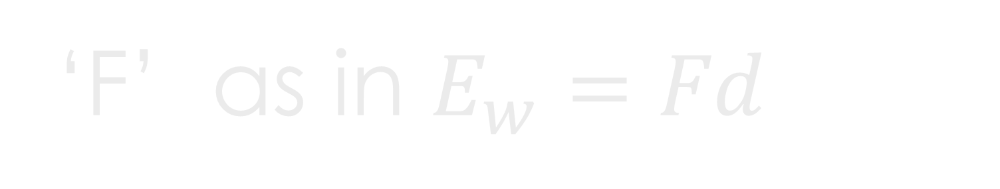 ‘F’ as in E_w = Fd